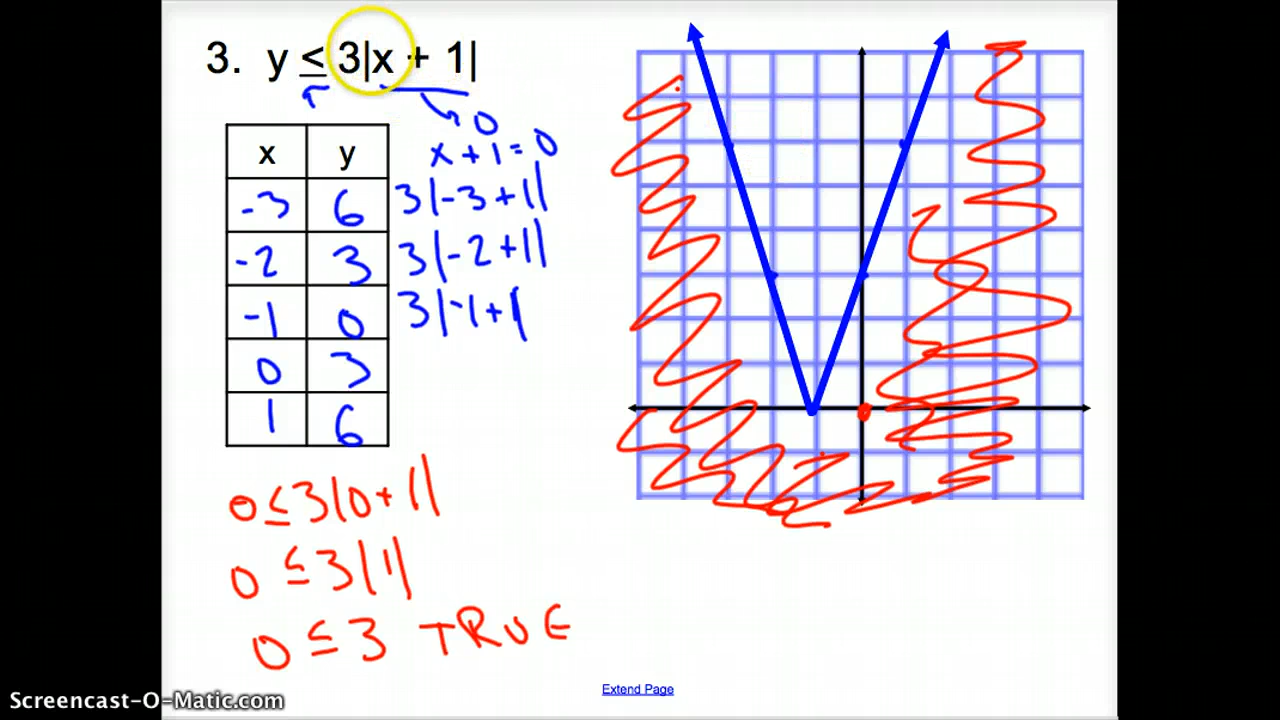 3. y ≤ 3|x + 1|
0
x + 1 = 0
x y
-3 6 3|-3+1|
-2 3 3|-2+1|
-1 0 3|-1+1
0 3
1 6
0 ≤ 3|0+1|
0 ≤ 3|1|
0 ≤ 3 TRUE
Extend Page
Screencast-O-Matic.com